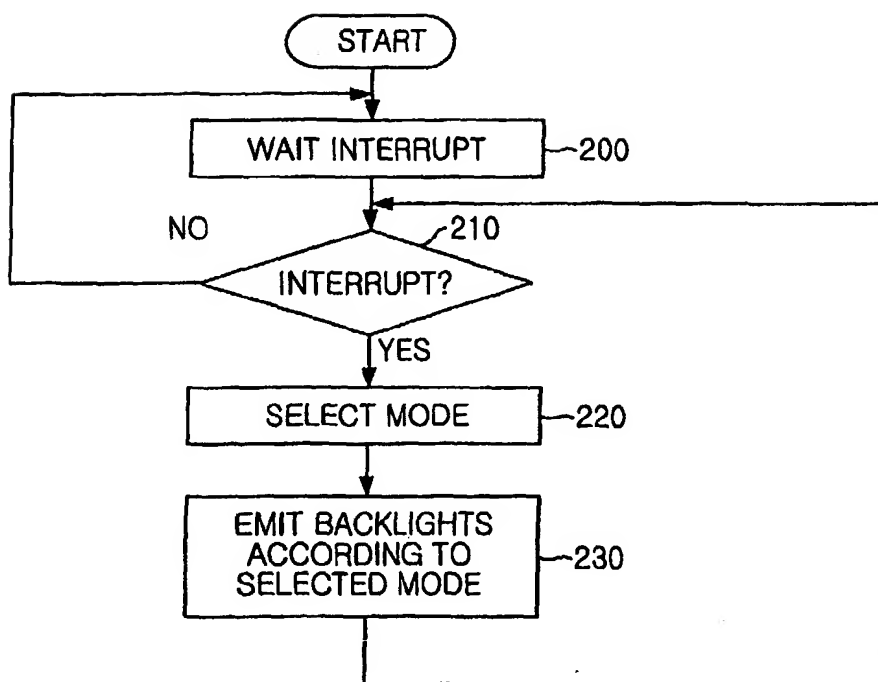 START
WAIT INTERRUPT
200
NO
210
INTERRUPT?
YES
SELECT MODE
220
EMIT BACKLIGHTS
ACCORDING TO
SELECTED MODE
230